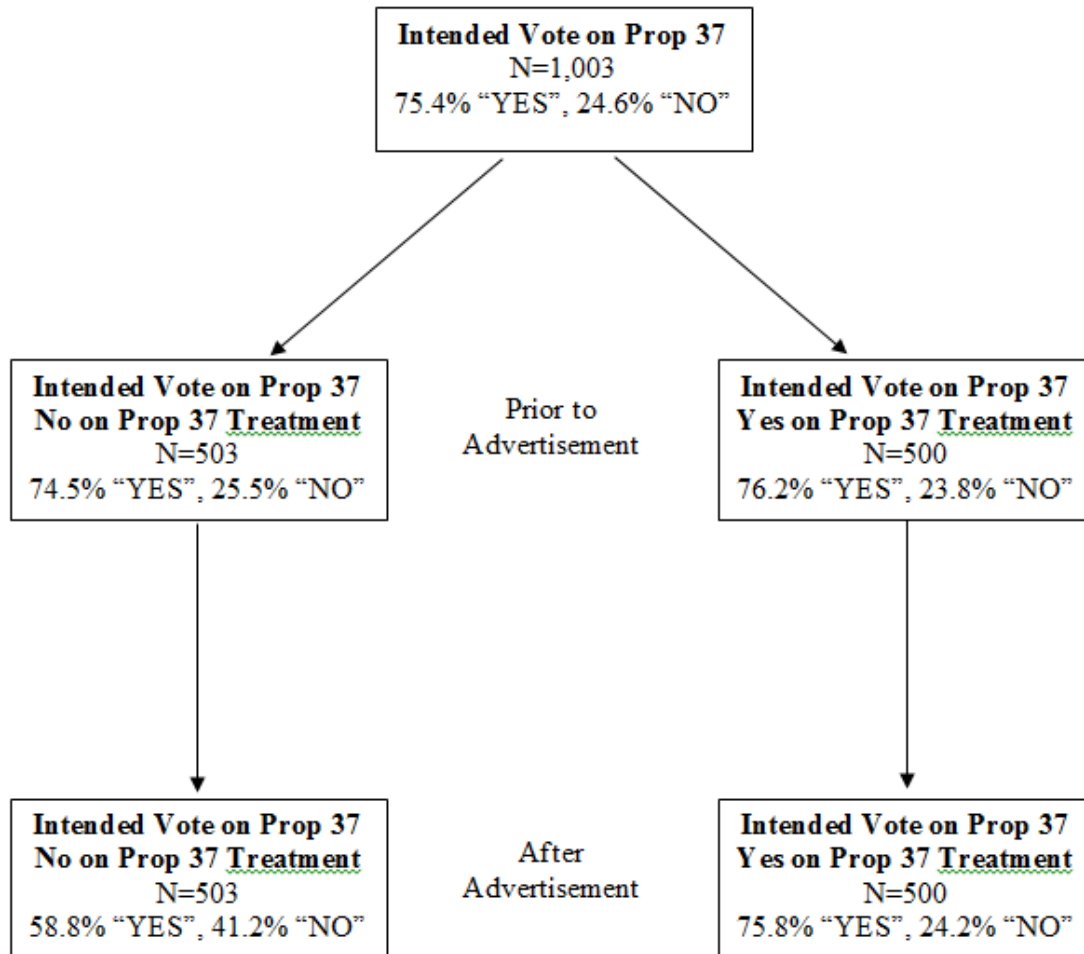 Intended Vote on Prop 37
N=1,003
75.4% “YES”, 24.6% “NO”
Intended Vote on Prop 37
No on Prop 37 Treatment
N=503
74.5% “YES”, 25.5% “NO”
Prior to
Advertisement
Intended Vote on Prop 37
Yes on Prop 37 Treatment
N=500
76.2% “YES”, 23.8% “NO”
Intended Vote on Prop 37
No on Prop 37 Treatment
N=503
58.8% “YES”, 41.2% “NO”
After
Advertisement
Intended Vote on Prop 37
Yes on Prop 37 Treatment
N=500
75.8% “YES”, 24.2% “NO”